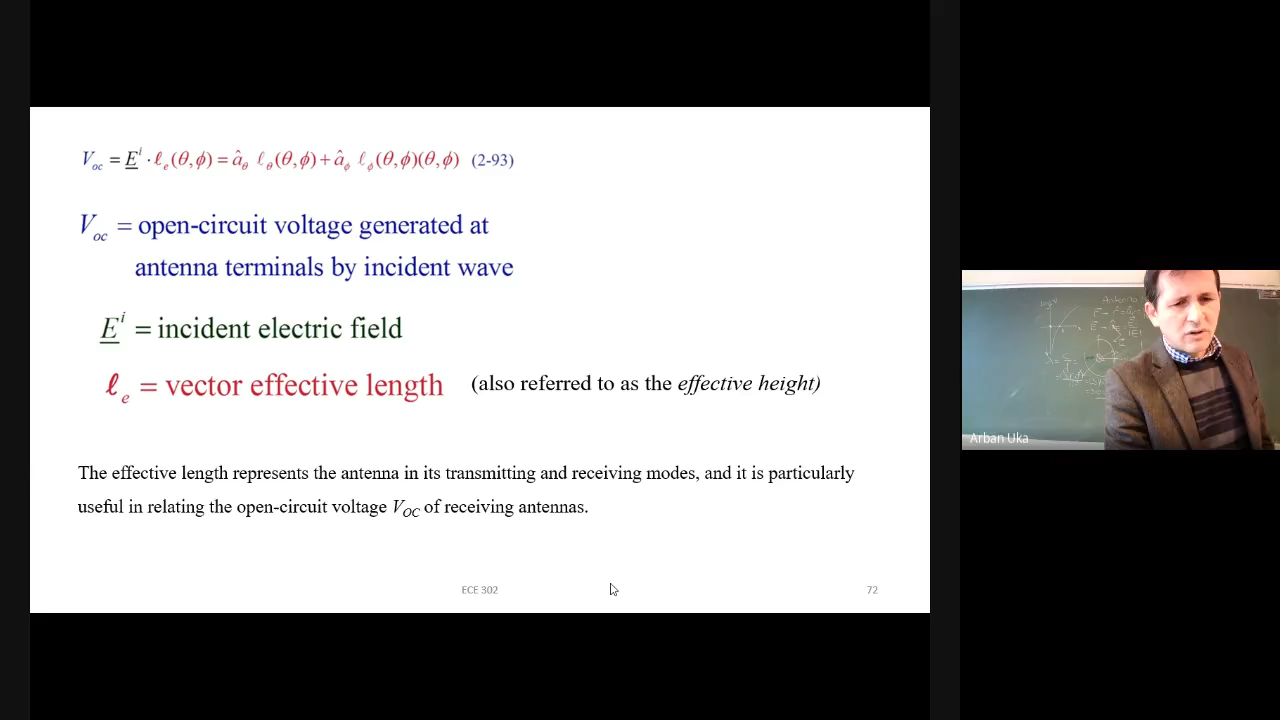 V_oc = E^i · ℓ_e(θ,ϕ) = â_θ ℓ_θ(θ,ϕ) + â_ϕ ℓ_ϕ(θ,ϕ)(θ,ϕ) (2-93)
V_oc = open-circuit voltage generated at
antenna terminals by incident wave
E^i = incident electric field
ℓ_e = vector effective length (also referred to as the effective height)
The effective length represents the antenna in its transmitting and receiving modes, and it is particularly
useful in relating the open-circuit voltage V_OC of receiving antennas.
ECE 302
72
Arban Uka